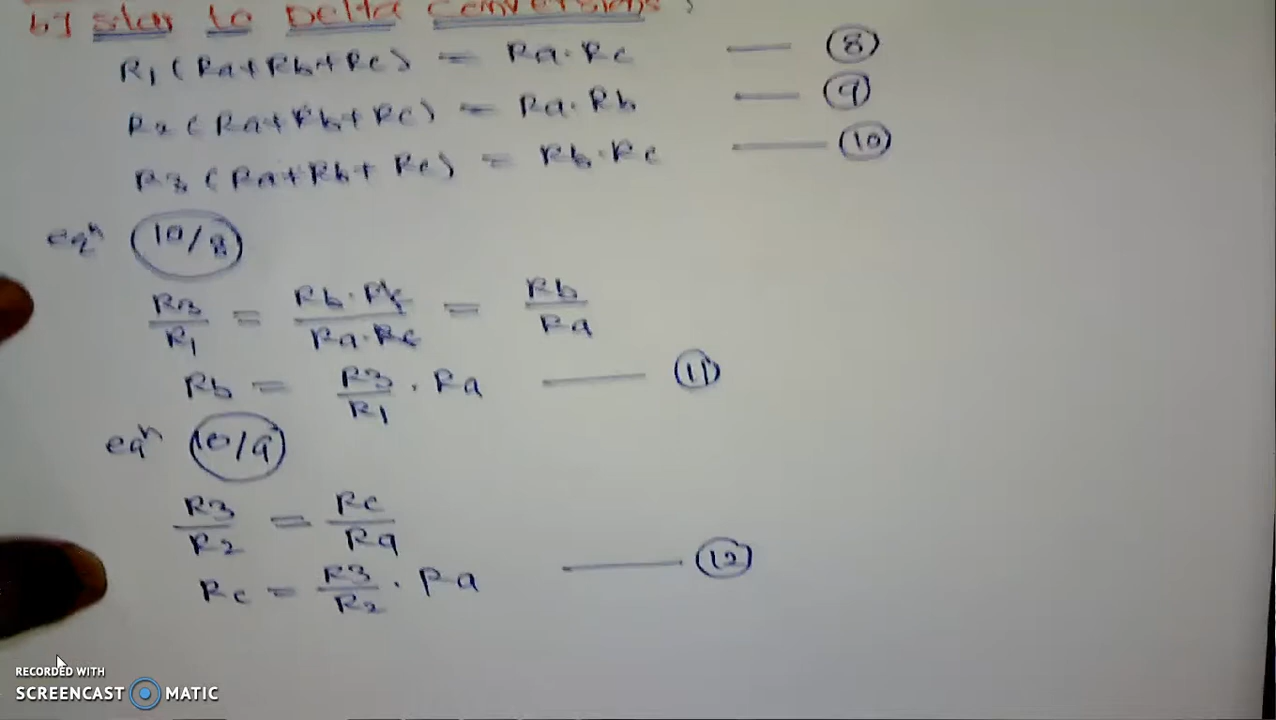 b) Star to Delta Conversions :
R1 (Ra+Rb+Rc) = Ra·Rc —— (8)
R2 (Ra+Rb+Rc) = Ra·Rb —— (9)
R3 (Ra+Rb+Rc) = Rb·Rc —— (10)
eqn (10/8)
R3/R1 = Rb·Rc/Ra·Rc = Rb/Ra
Rb = R3/R1 · Ra —— (11)
eqn (10/9)
R3/R2 = Rc/Ra
Rc = R3/R2 · Ra —— (12)
RECORDED WITH
SCREENCAST MATIC